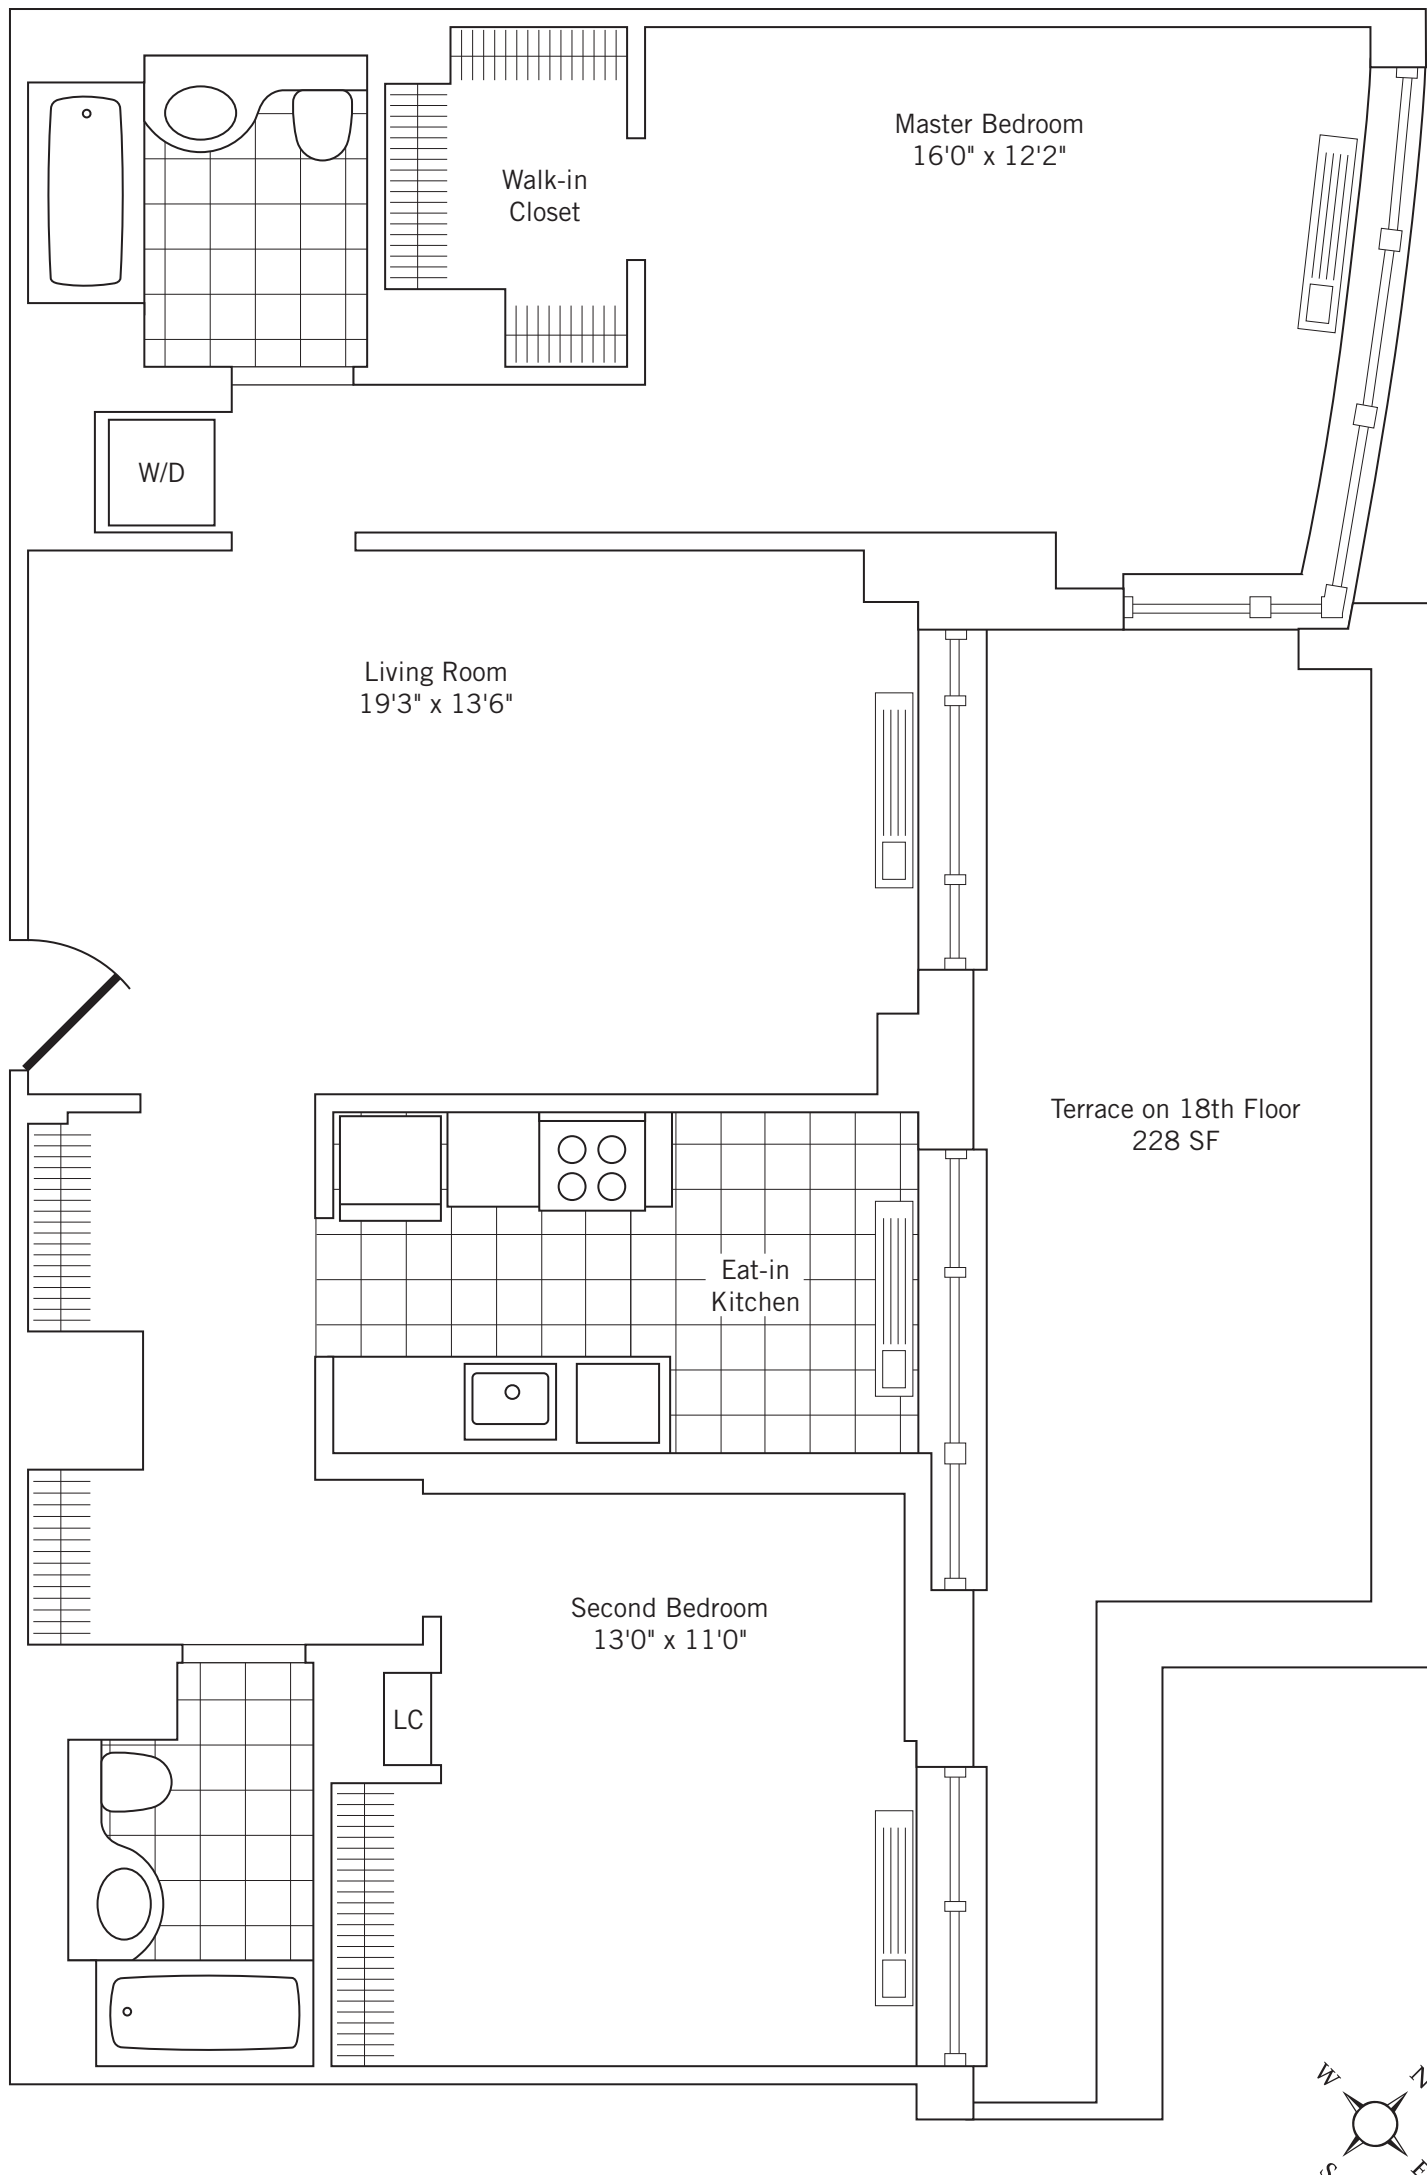 Master Bedroom
16'0" x 12'2"
Walk-in
Closet
W/D
Living Room
19'3" x 13'6"
Terrace on 18th Floor
228 SF
Eat-in
Kitchen
Second Bedroom
13'0" x 11'0"
LC
W N
S E